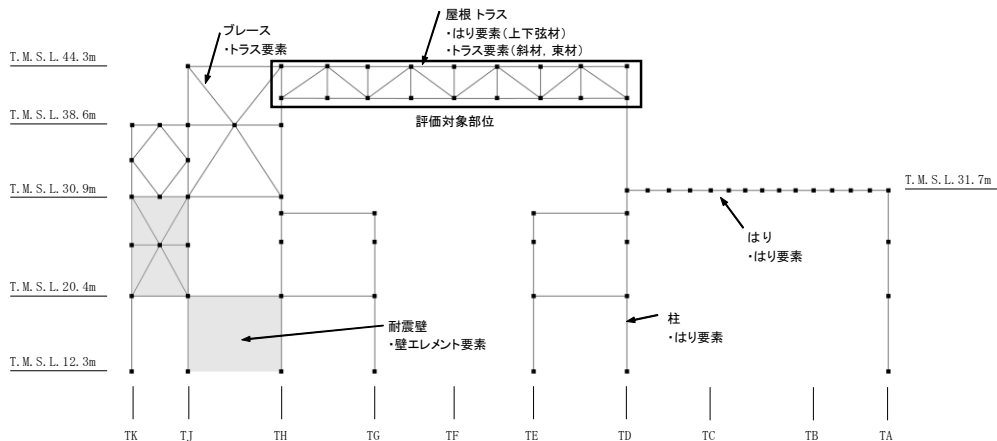 ブレース
・トラス要素
屋根トラス
・はり要素(上下弦材)
・トラス要素(斜材,束材)
T.M.S.L.44.3m
評価対象部位
T.M.S.L.38.6m
T.M.S.L.30.9m
T.M.S.L.31.7m
はり
・はり要素
T.M.S.L.20.4m
耐震壁
・壁エレメント要素
柱
・はり要素
T.M.S.L.12.3m
TK TJ TH TG TF TE TD TC TB TA